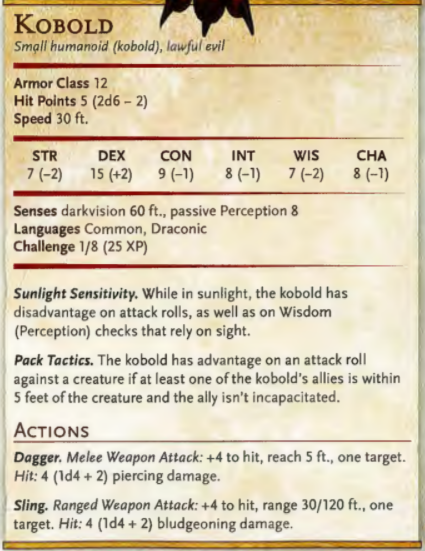 KOBOLD
Small humanoid (kobold), lawful evil
Armor Class 12
Hit Points 5 (2d6 – 2)
Speed 30 ft.
STR DEX CON INT WIS CHA
7 (–2) 15 (+2) 9 (–1) 8 (–1) 7 (–2) 8 (–1)
Senses darkvision 60 ft., passive Perception 8
Languages Common, Draconic
Challenge 1/8 (25 XP)
Sunlight Sensitivity. While in sunlight, the kobold has
disadvantage on attack rolls, as well as on Wisdom
(Perception) checks that rely on sight.
Pack Tactics. The kobold has advantage on an attack roll
against a creature if at least one of the kobold's allies is within
5 feet of the creature and the ally isn't incapacitated.
ACTIONS
Dagger. Melee Weapon Attack: +4 to hit, reach 5 ft., one target.
Hit: 4 (1d4 + 2) piercing damage.
Sling. Ranged Weapon Attack: +4 to hit, range 30/120 ft., one
target. Hit: 4 (1d4 + 2) bludgeoning damage.